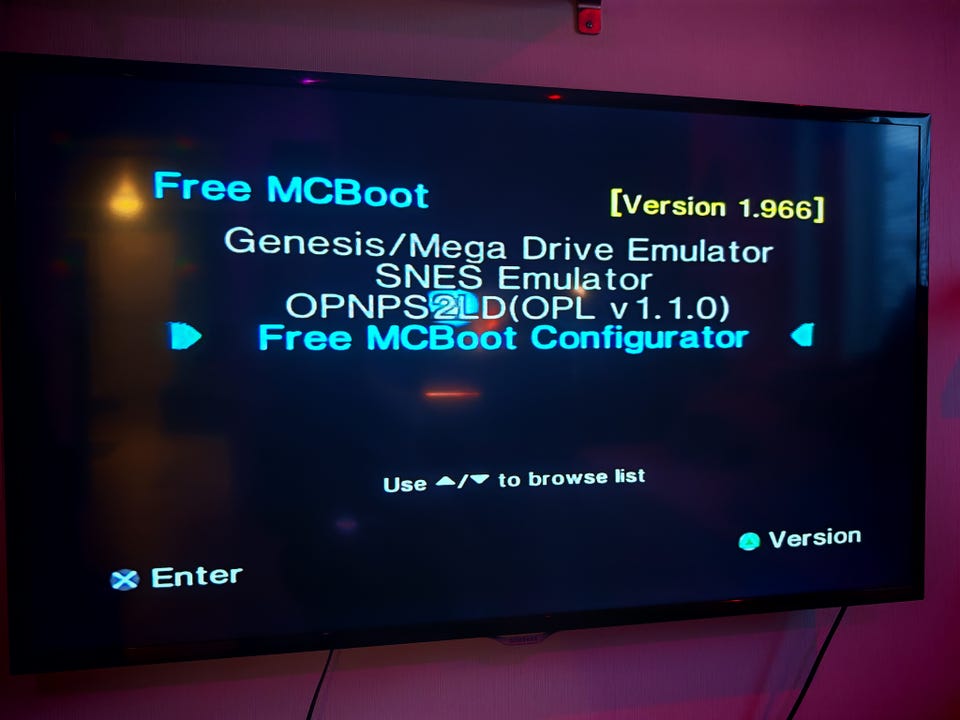 Free MCBoot
[Version 1.966]
Genesis/Mega Drive Emulator
SNES Emulator
OPNPS2LD(OPL v1.1.0)
Free MCBoot Configurator
Use ▲/▼ to browse list
Version
Enter